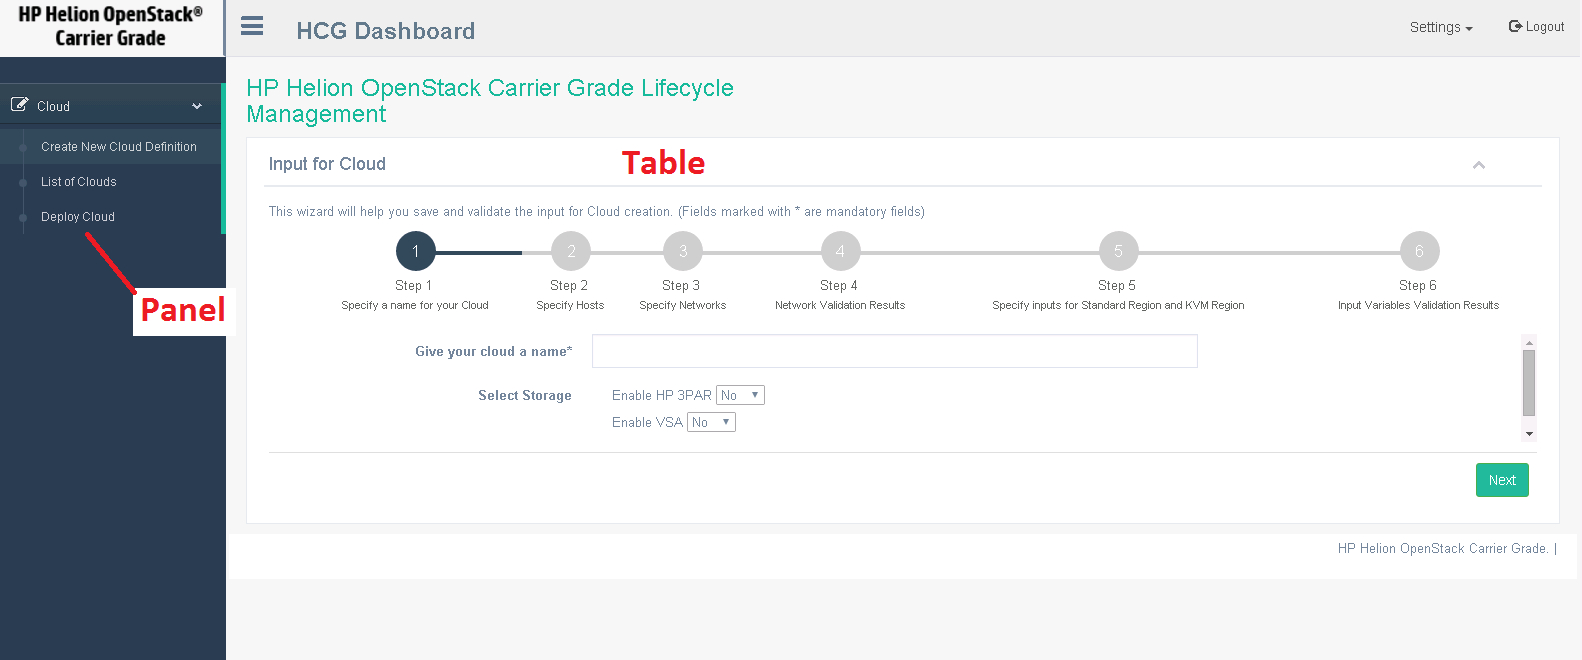 HP Helion OpenStack®
Carrier Grade
HCG Dashboard
Settings
Logout
Cloud
Create New Cloud Definition
List of Clouds
Deploy Cloud
Panel
HP Helion OpenStack Carrier Grade Lifecycle
Management
Input for Cloud
Table
This wizard will help you save and validate the input for Cloud creation. (Fields marked with * are mandatory fields)
1 2 3 4 5 6
Step 1 Step 2 Step 3 Step 4 Step 5 Step 6
Specify a name for your Cloud Specify Hosts Specify Networks Network Validation Results Specify inputs for Standard Region and KVM Region Input Variables Validation Results
Give your cloud a name*
Select Storage Enable HP 3PAR No
Enable VSA No
Next
HP Helion OpenStack Carrier Grade. |